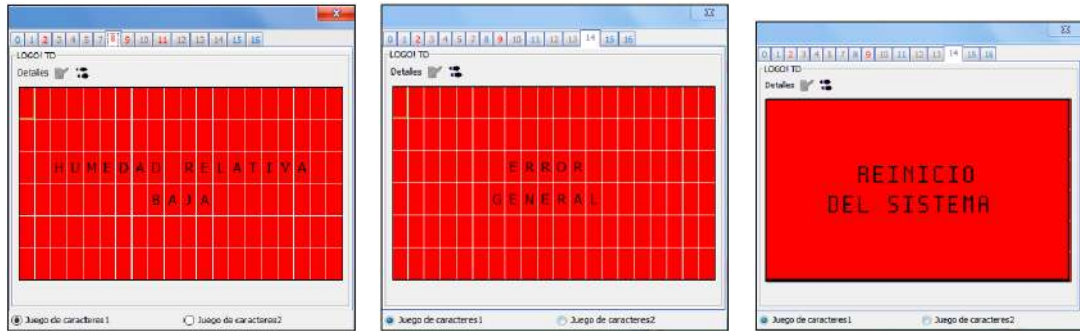 0 1 2 3 4 5 7 8 9 10 11 12 13 14 15 16
LOGO! TD
Detalles
HUMEDAD RELATIVA
BAJA
Juego de caracteres1
Juego de caracteres2
0 1 2 3 4 5 7 8 9 10 11 12 13 14 15 16
LOGO! TD
Detalles
ERROR
GENERAL
Juego de caracteres1
Juego de caracteres2
0 1 2 3 4 5 7 8 9 10 11 12 13 14 15 16
LOGO! TD
Detalles
REINICIO
DEL SISTEMA
Juego de caracteres1
Juego de caracteres2